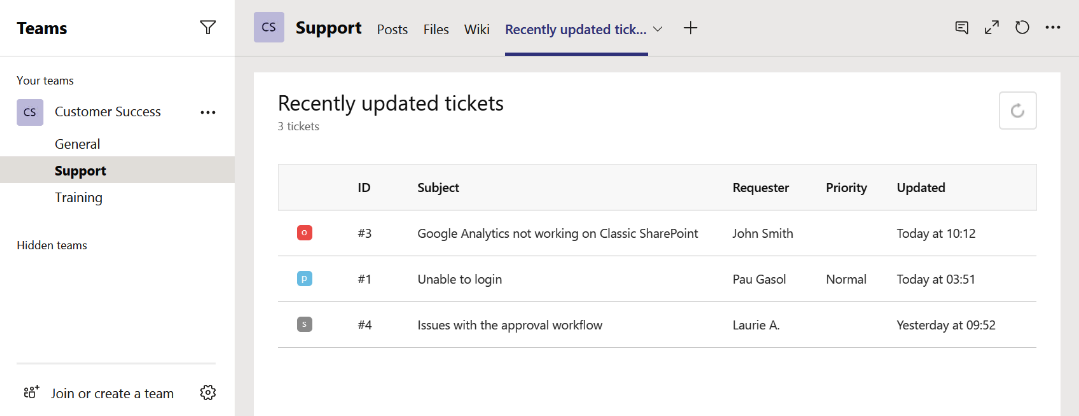 Teams
Your teams
CS Customer Success
General
Support
Training
Hidden teams
Join or create a team
CS Support Posts Files Wiki Recently updated tick...
Recently updated tickets
3 tickets
ID Subject Requester Priority Updated
o #3 Google Analytics not working on Classic SharePoint John Smith Today at 10:12
p #1 Unable to login Pau Gasol Normal Today at 03:51
s #4 Issues with the approval workflow Laurie A. Yesterday at 09:52